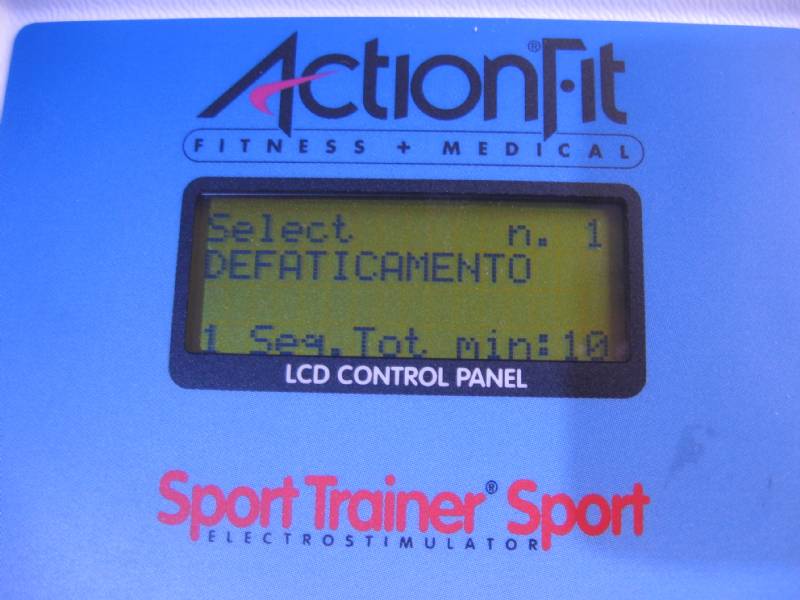 ActionFit®
FITNESS + MEDICAL
Select n. 1
DEFATICAMENTO
1 Seq.Tot min:10
LCD CONTROL PANEL
Sport Trainer® Sport
ELECTROSTIMULATOR